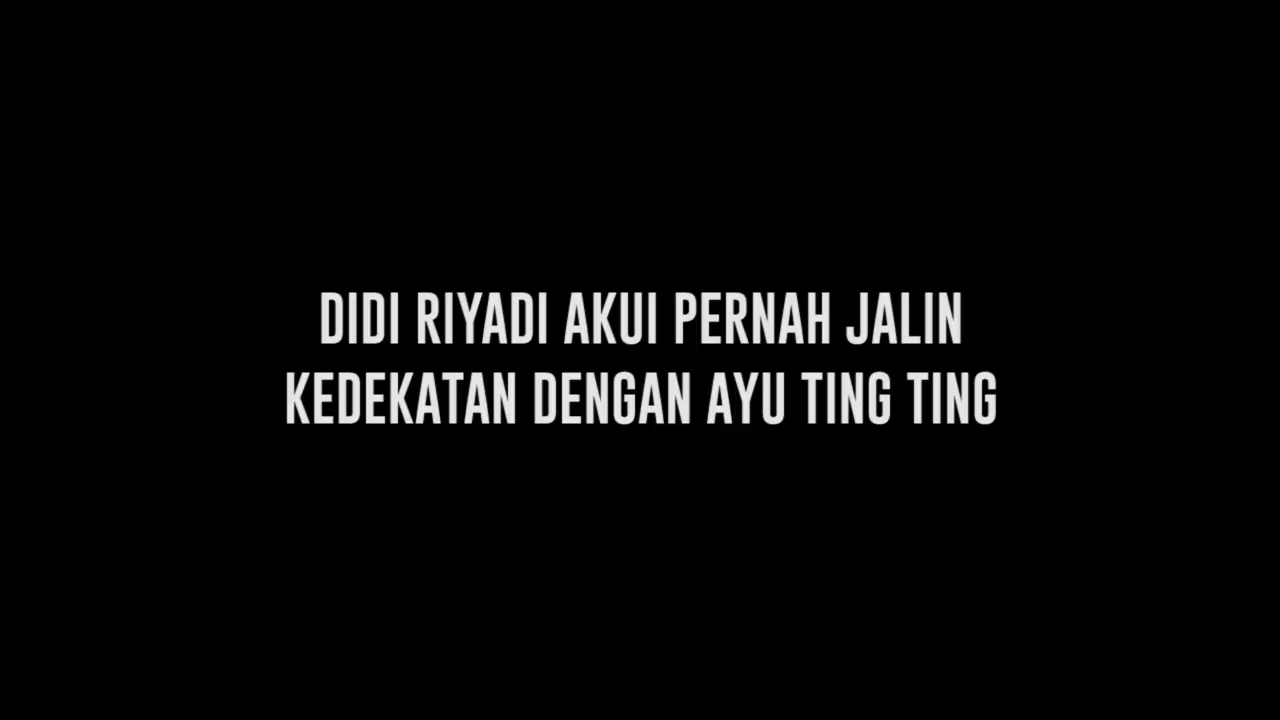 DIDI RIYADI AKUI PERNAH JALIN
KEDEKATAN DENGAN AYU TING TING